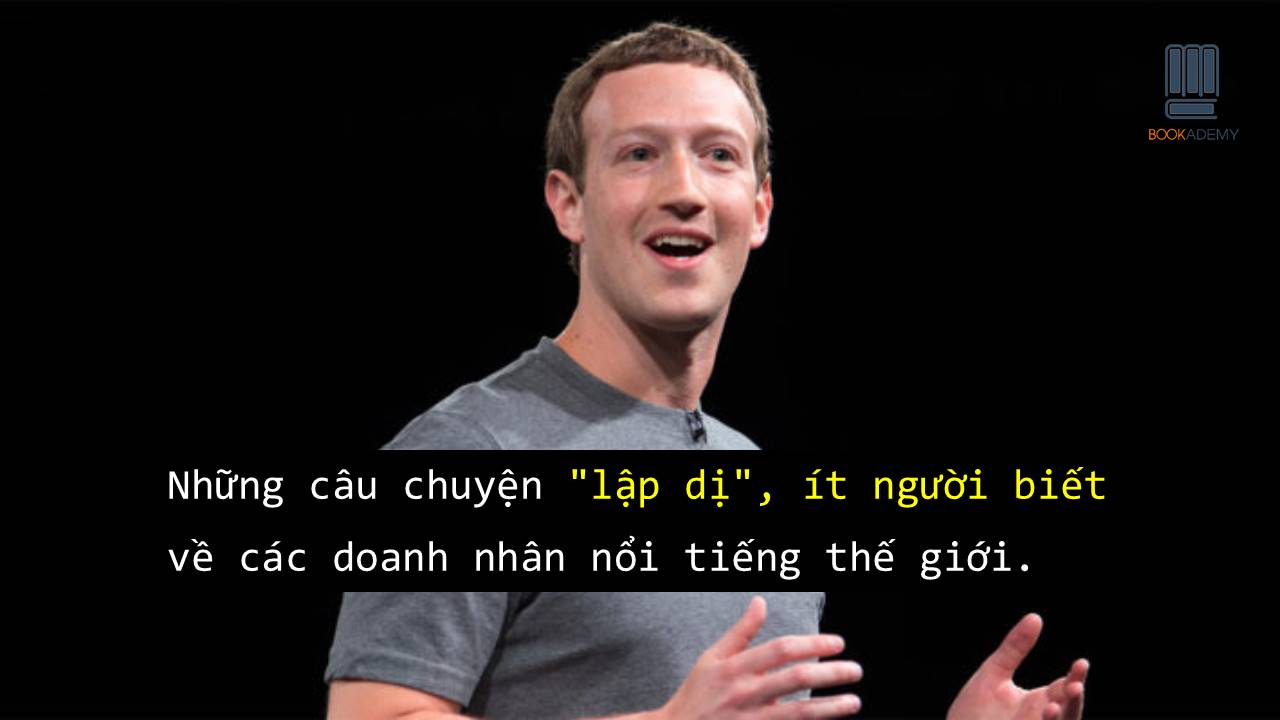 BOOKADEMY
Những câu chuyện "lập dị", ít người biết
về các doanh nhân nổi tiếng thế giới.